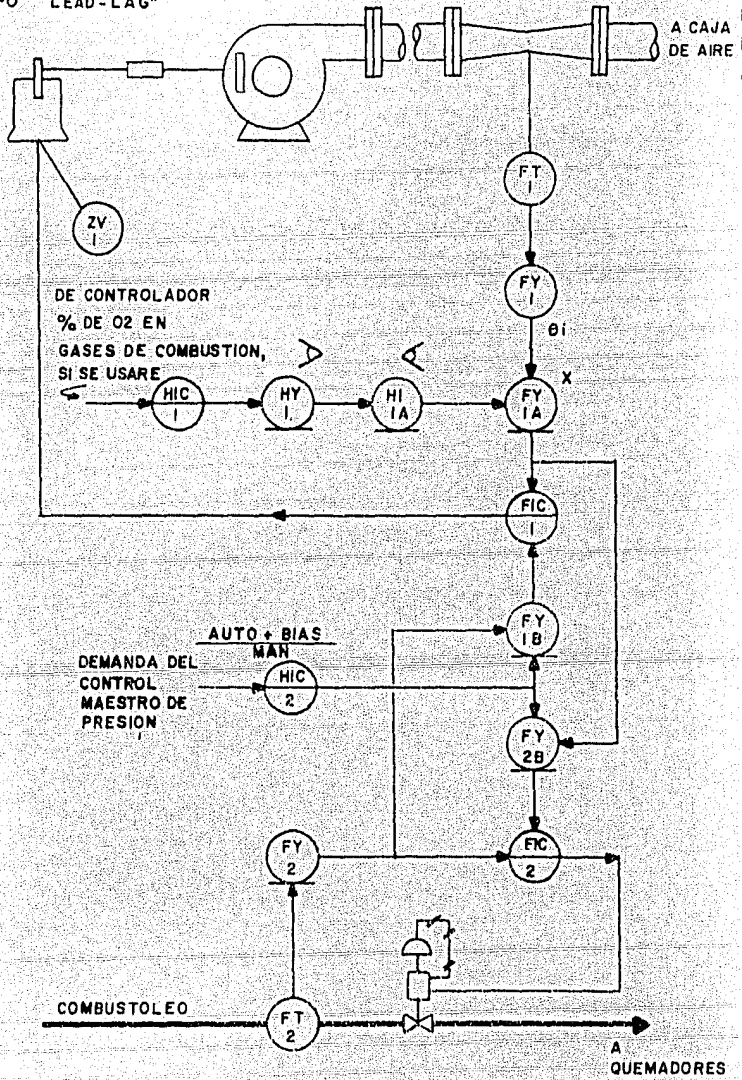 "LEAD-LAG"
A CAJA
DE AIRE
FT
1
ZV
1
FY
1
θi
DE CONTROLADOR
% DE O2 EN
GASES DE COMBUSTION,
SI SE USARE
HIC
1
HY
1
HI
1A
FY
1A
X
FIC
1
FY
1B
AUTO + BIAS
MAN
DEMANDA DEL
CONTROL
MAESTRO DE
PRESION
HIC
2
FY
2B
FY
2
FIC
2
COMBUSTOLEO
FT
2
A
QUEMADORES